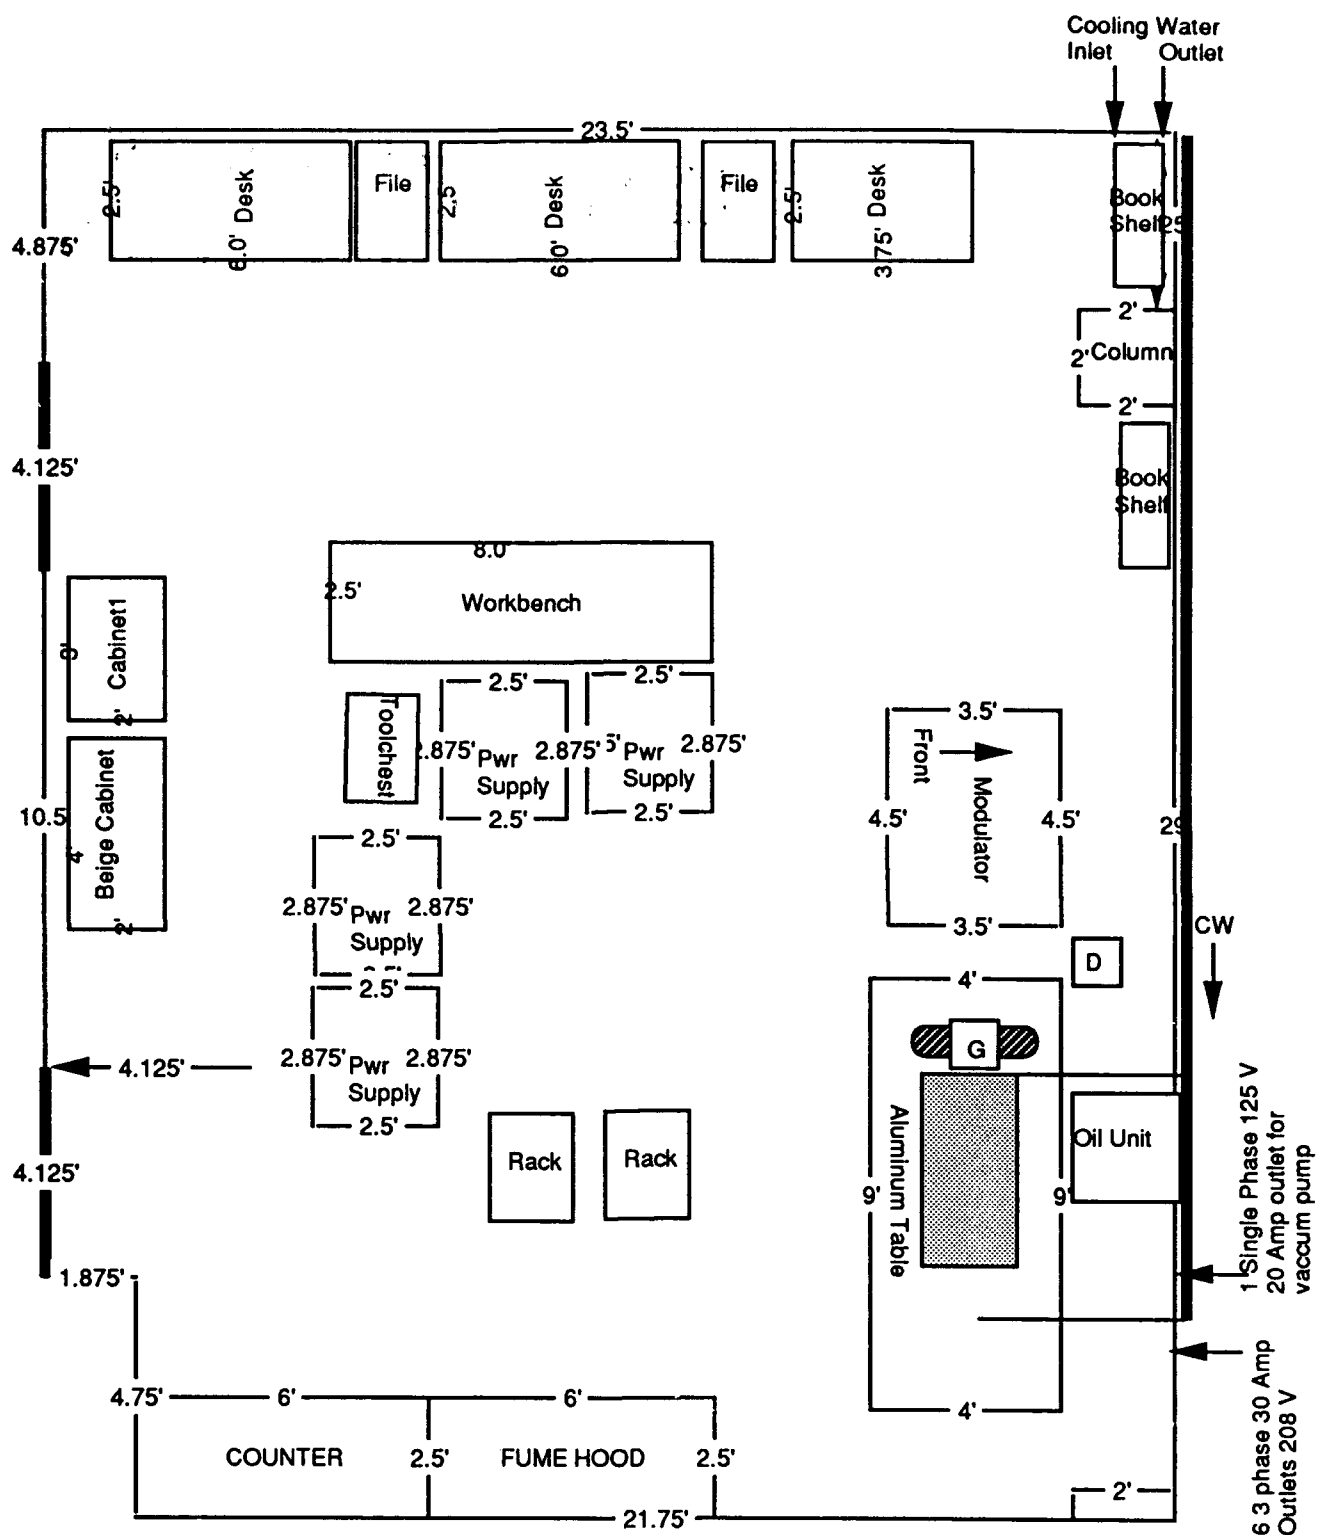 Cooling Water
Inlet Outlet
23.5'
2.5'
6.0'
Desk
File
2.5'
6.0'
Desk
File
2.5'
3.75'
Desk
Book
Shelf
4.875'
2'
2'
Column
2'
4.125'
Book
Shelf
8.0'
2.5'
Workbench
Cabinet1
2'
Toolchest
2.5'
2.875'
Pwr
Supply
2.875'
2.5'
2.5'
Pwr
Supply
2.875'
2.5'
3.5'
Front
Modulator
4.5'
4.5'
3.5'
10.5
Beige Cabinet
4'
2'
2.5'
2.875'
Pwr
Supply
2.875'
2.5'
2.5'
2.875'
Pwr
Supply
2.875'
2.5'
CW
D
4'
G
4.125'
Aluminum Table
9'
9'
Oil Unit
Rack
Rack
4.125'
1.875'
1 Single Phase 125 V
20 Amp outlet for
vaccum pump
4.75'
6'
6'
4'
COUNTER
2.5'
FUME HOOD
2.5'
2'
21.75'
6 3 phase 30 Amp
Outlets 208 V